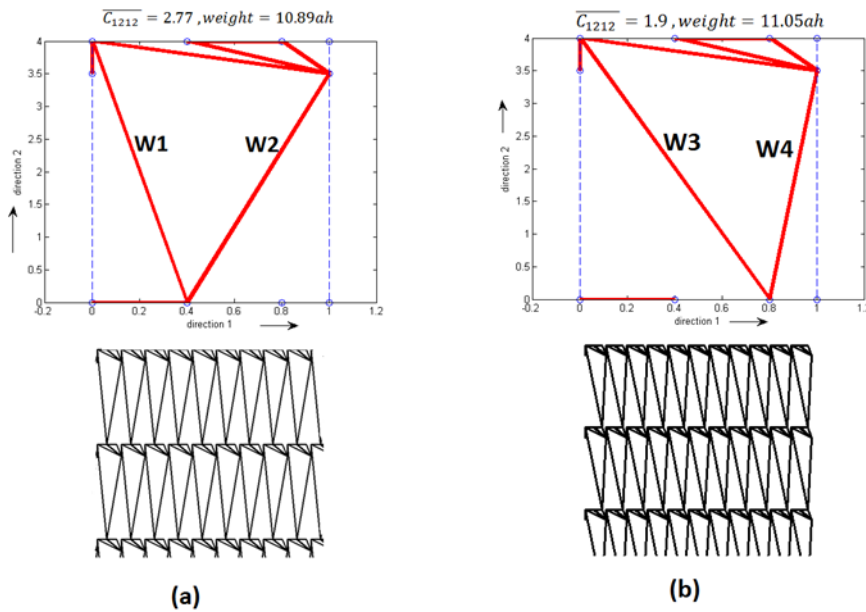 C̅₁₂₁₂ = 2.77 , weight = 10.89ah
4
3.5
3
2.5
2
1.5
1
0.5
0
direction 2
W1
W2
-0.2 0 0.2 0.4 0.6 0.8 1 1.2
direction 1
(a)
C̅₁₂₁₂ = 1.9 , weight = 11.05ah
4
3.5
3
2.5
2
1.5
1
0.5
0
direction 2
W3
W4
-0.2 0 0.2 0.4 0.6 0.8 1 1.2
direction 1
(b)